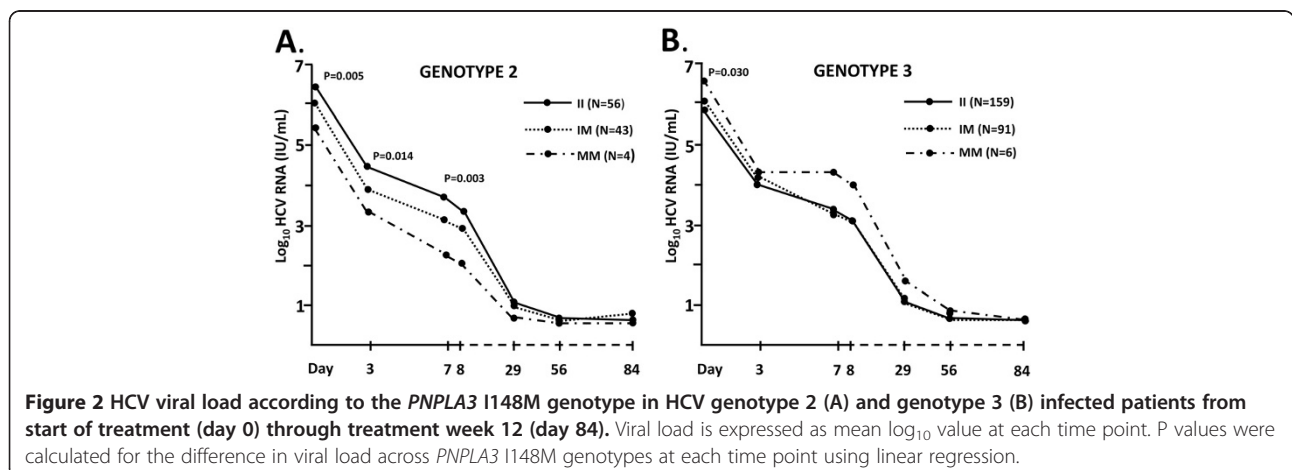 A.
GENOTYPE 2
7
5
3
1
Log10 HCV RNA (IU/mL)
P=0.005
P=0.014
P=0.003
II (N=56)
IM (N=43)
MM (N=4)
Day 3 7 8 29 56 84
B.
GENOTYPE 3
7
5
3
1
Log10 HCV RNA (IU/mL)
P=0.030
II (N=159)
IM (N=91)
MM (N=6)
Day 3 7 8 29 56 84
Figure 2 HCV viral load according to the PNPLA3 I148M genotype in HCV genotype 2 (A) and genotype 3 (B) infected patients from
start of treatment (day 0) through treatment week 12 (day 84). Viral load is expressed as mean log10 value at each time point. P values were
calculated for the difference in viral load across PNPLA3 I148M genotypes at each time point using linear regression.